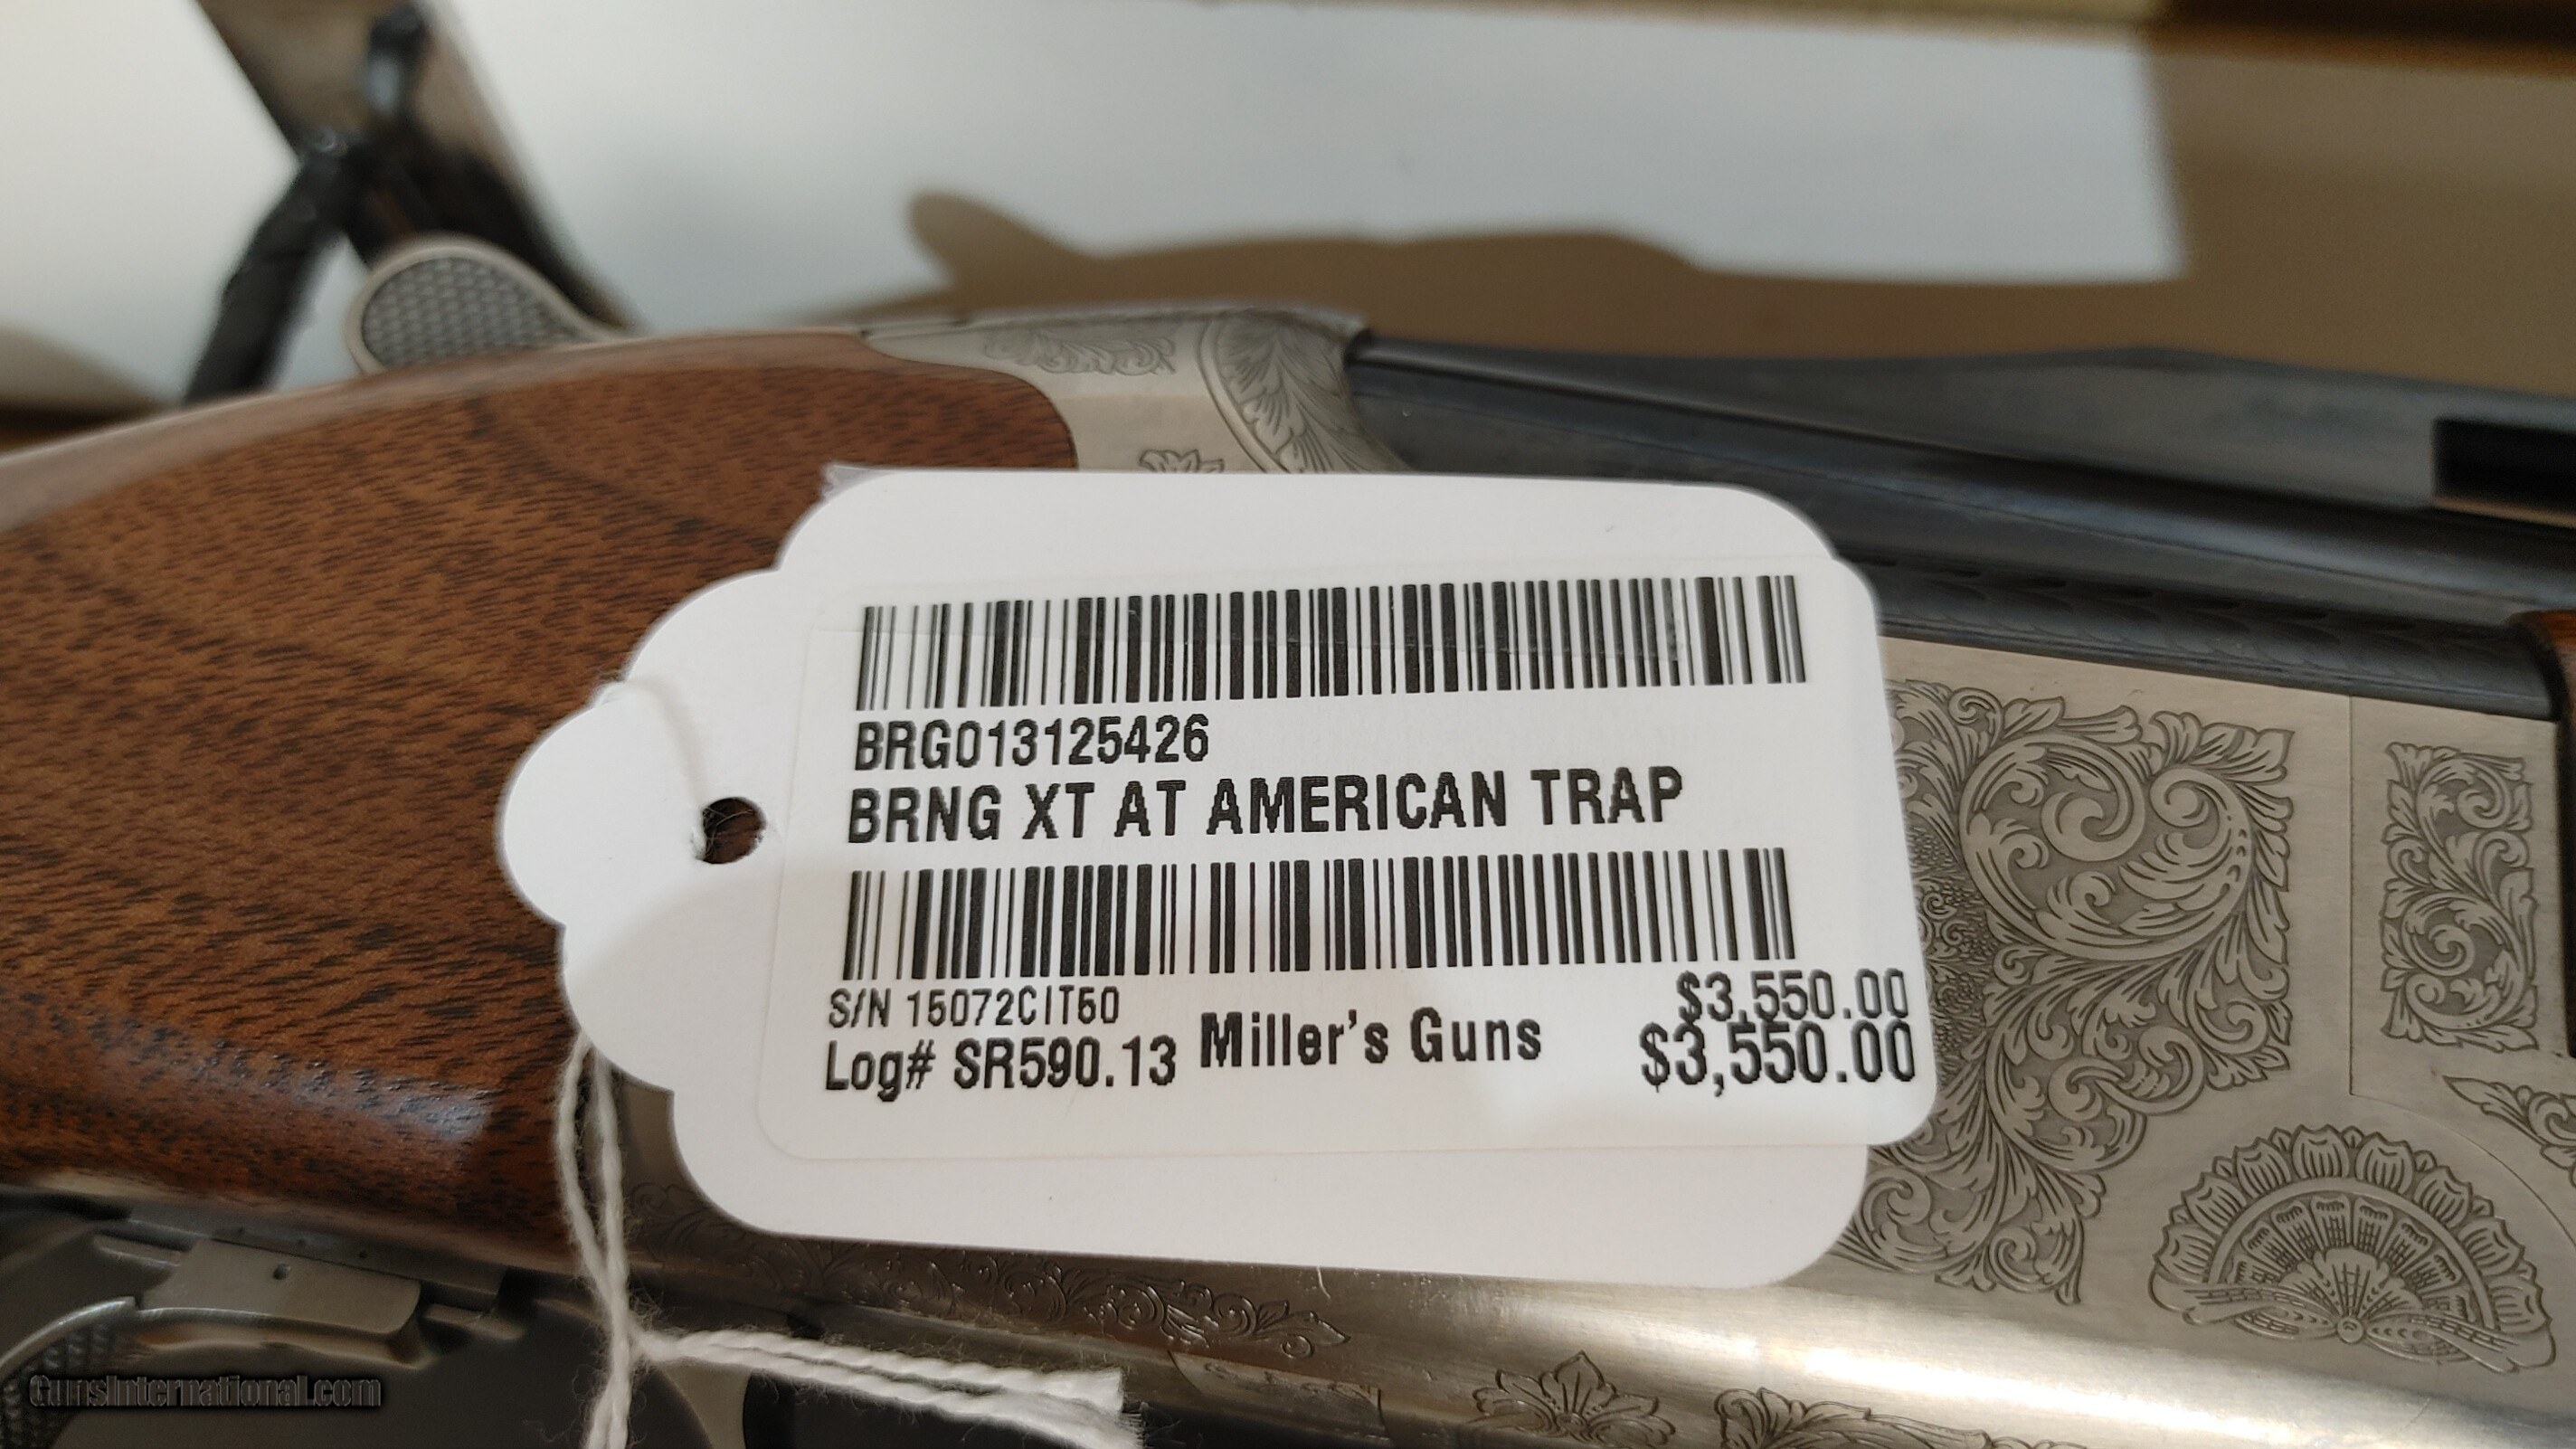 BRG013125426
BRNG XT AT AMERICAN TRAP
S/N 15072CIT50
$3,550.00
Log# SR590.13 Miller's Guns $3,550.00
GunsInternational.com